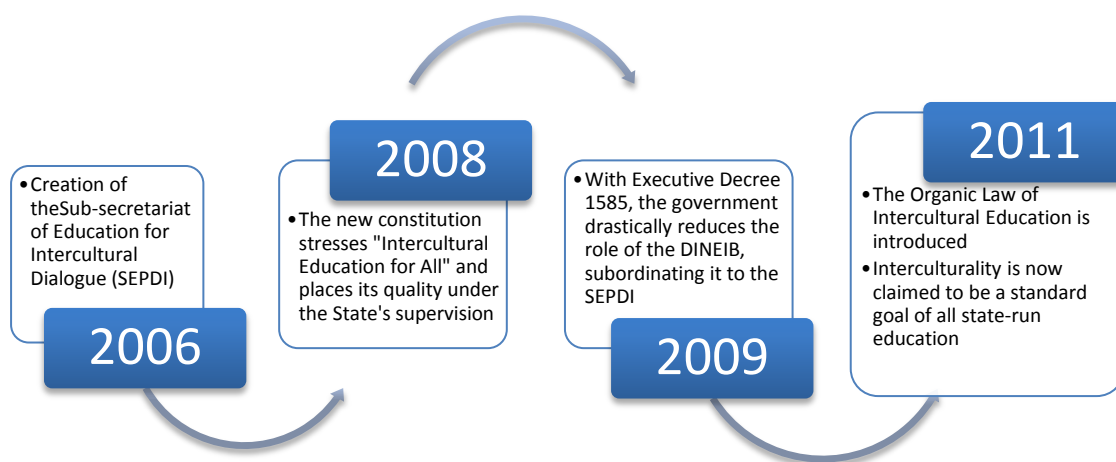 •Creation of
theSub-secretariat
of Education for
Intercultural
Dialogue (SEPDI)
2006
2008
•The new constitution
stresses "Intercultural
Education for All" and
places its quality under
the State's supervision
•With Executive Decree
1585, the government
drastically reduces the
role of the DINEIB,
subordinating it to the
SEPDI
2009
2011
•The Organic Law of
Intercultural Education is
introduced
•Interculturality is now
claimed to be a standard
goal of all state-run
education